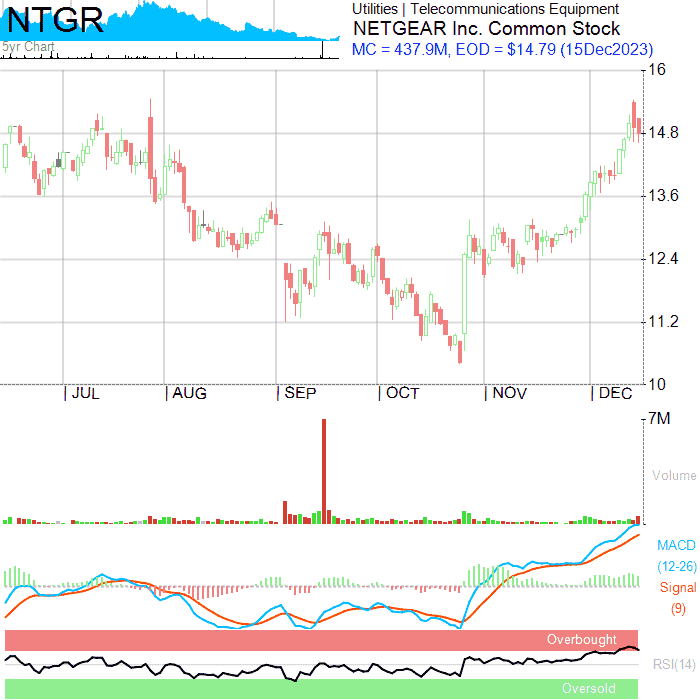 NTGR
5yr Chart
Utilities | Telecommunications Equipment
NETGEAR Inc. Common Stock
MC = 437.9M, EOD = $14.79 (15Dec2023)
16
14.8
13.6
12.4
11.2
10
| JUL | AUG | SEP | OCT | NOV | DEC
7M
Volume
MACD
(12-26)
Signal
(9)
Overbought
RSI(14)
Oversold